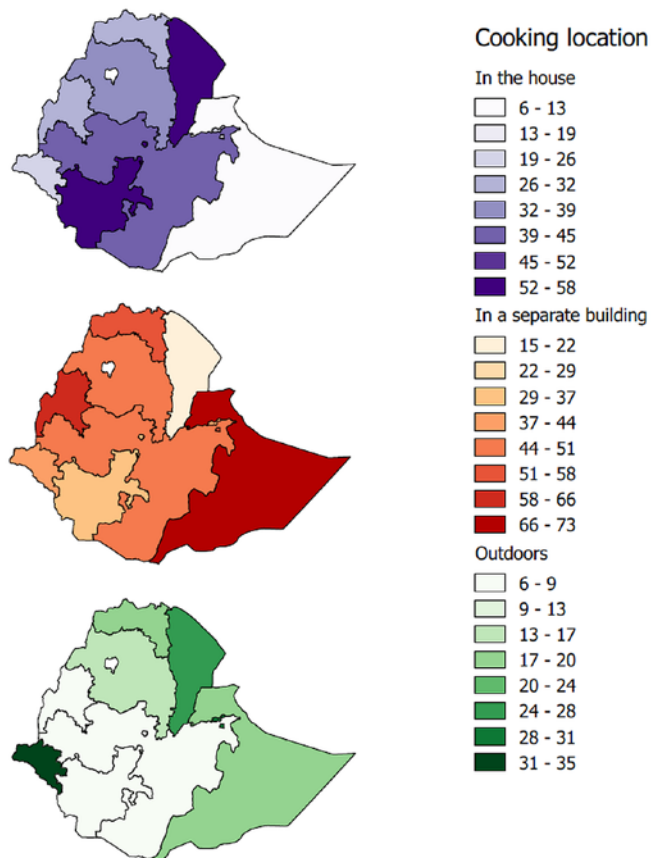 Cooking location
In the house
6 - 13
13 - 19
19 - 26
26 - 32
32 - 39
39 - 45
45 - 52
52 - 58
In a separate building
15 - 22
22 - 29
29 - 37
37 - 44
44 - 51
51 - 58
58 - 66
66 - 73
Outdoors
6 - 9
9 - 13
13 - 17
17 - 20
20 - 24
24 - 28
28 - 31
31 - 35